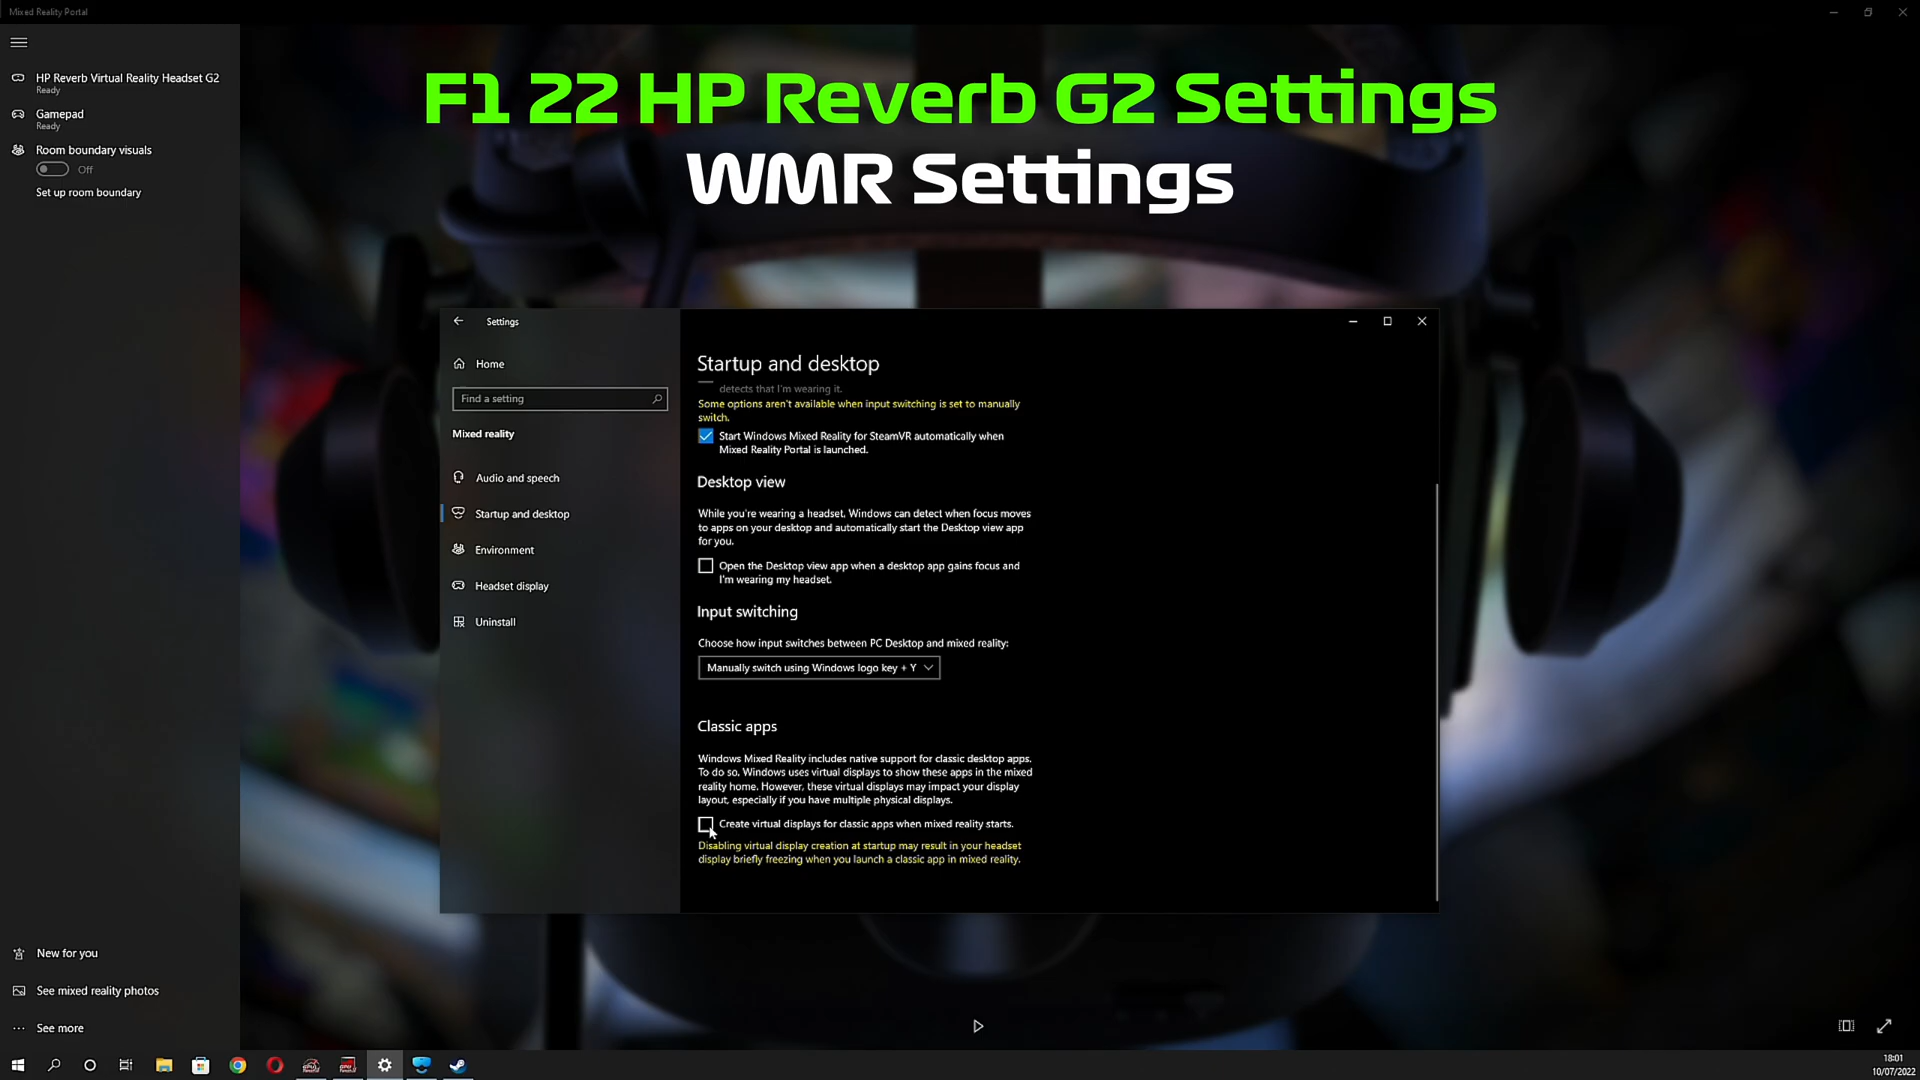 Mixed Reality Portal
HP Reverb Virtual Reality Headset G2
Ready
Gamepad
Ready
Room boundary visuals
Off
Set up room boundary
F1 22 HP Reverb G2 Settings
WMR Settings
Settings
Home
Find a setting
Mixed reality
Audio and speech
Startup and desktop
Environment
Headset display
Uninstall
Startup and desktop
detects that I'm wearing it.
Some options aren't available when input switching is set to manually
switch.
Start Windows Mixed Reality for SteamVR automatically when
Mixed Reality Portal is launched.
Desktop view
While you're wearing a headset, Windows can detect when focus moves
to apps on your desktop and automatically start the Desktop view app
for you.
Open the Desktop view app when a desktop app gains focus and
I'm wearing my headset.
Input switching
Choose how input switches between PC Desktop and mixed reality:
Manually switch using Windows logo key + Y
Classic apps
Windows Mixed Reality includes native support for classic desktop apps.
To do so, Windows uses virtual displays to show these apps in the mixed
reality home. However, these virtual displays may impact your display
layout, especially if you have multiple physical displays.
Create virtual displays for classic apps when mixed reality starts.
Disabling virtual display creation at startup may result in your headset
display briefly freezing when you launch a classic app in mixed reality.
New for you
See mixed reality photos
See more
18:01
10/07/2022